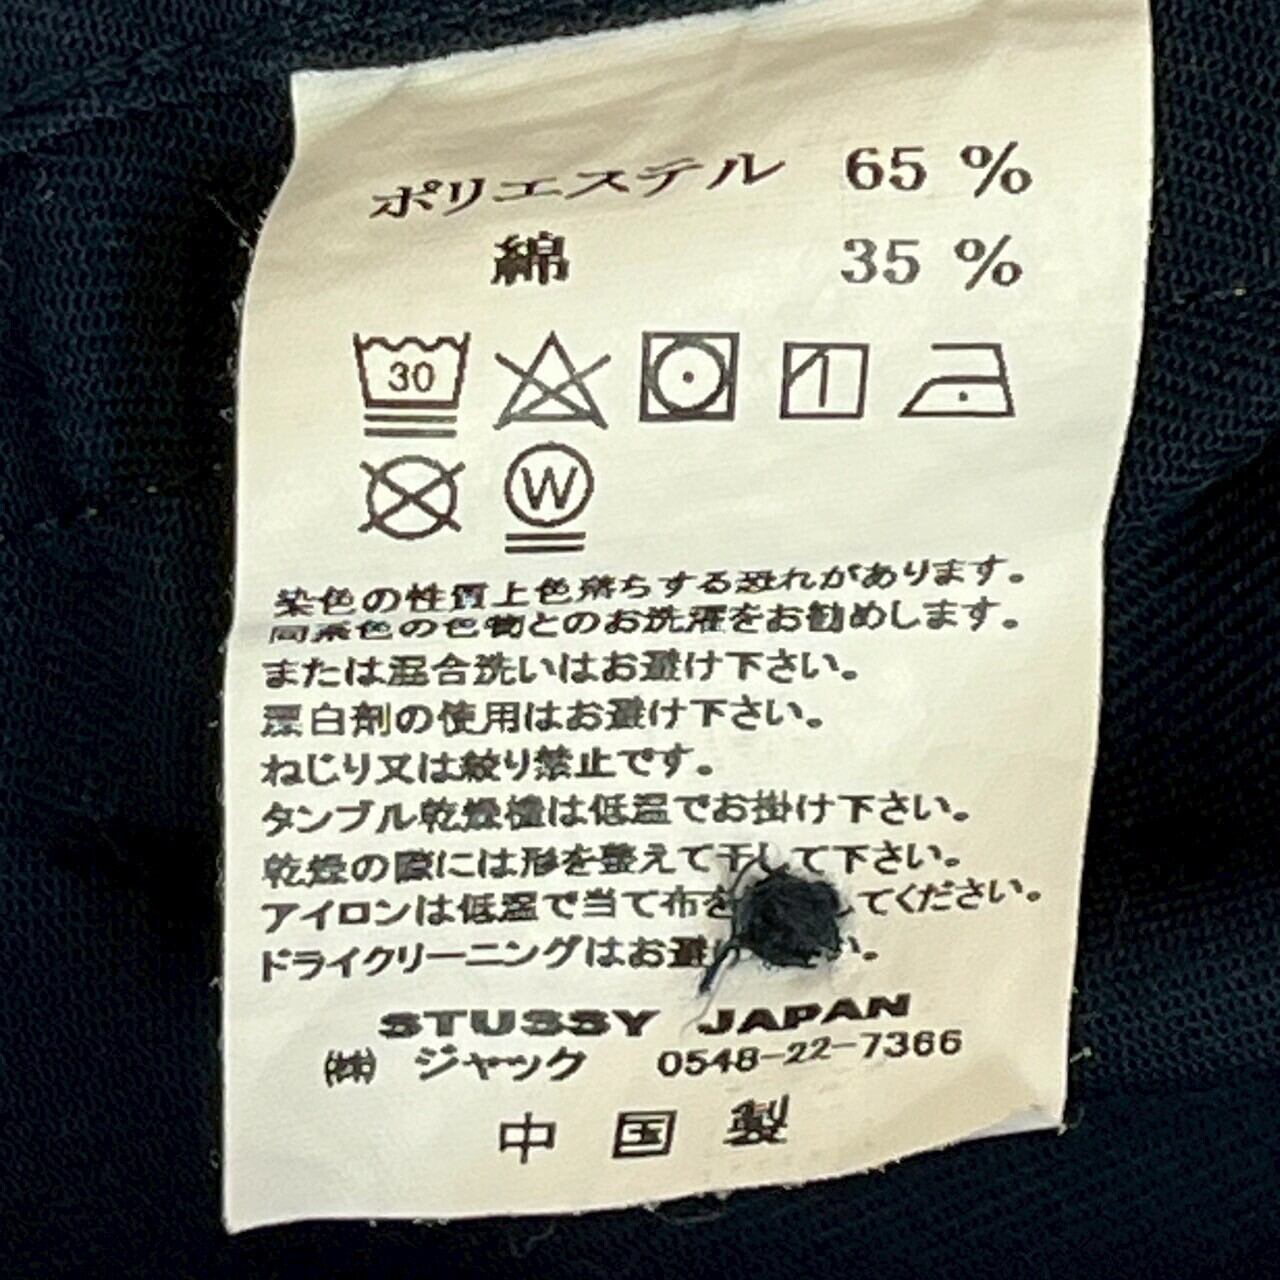 ポリエステル 65 %
綿 35 %
30
W
染色の性質上色落ちする恐れがあります。
同系色の色物とのお洗濯をお勧めします。
または混合洗いはお避け下さい。
漂白剤の使用はお避け下さい。
ねじり又は絞り禁止です。
タンブル乾燥機は低温でお掛け下さい。
乾燥の際には形を整えて干して下さい。
アイロンは低温で当て布を してください。
ドライクリーニングはお避け い。
STUSSY JAPAN
㈱ ジャック 0548-22-7366
中国製